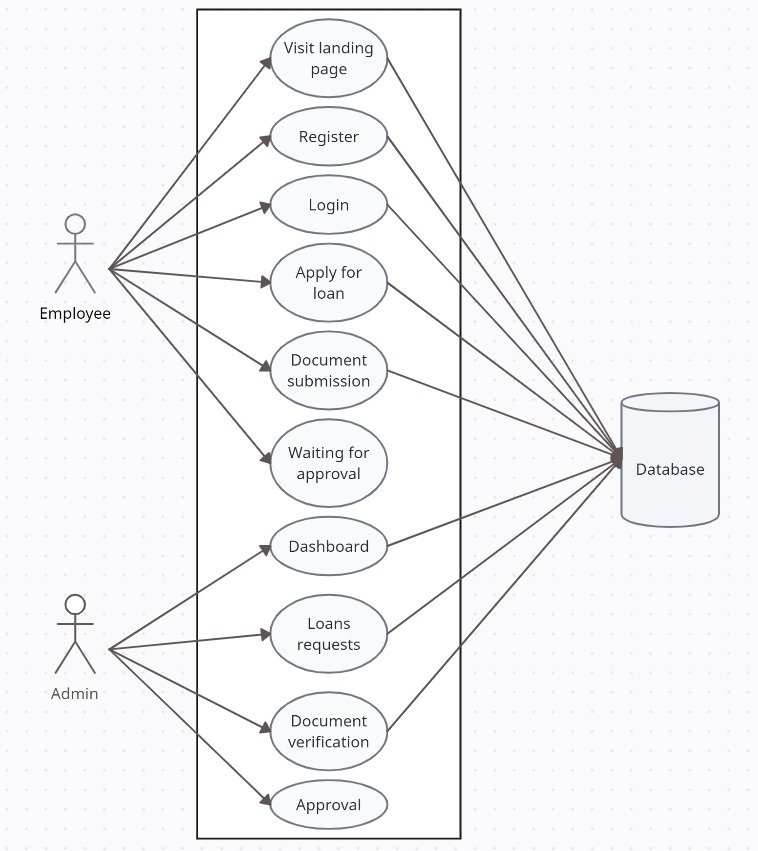 Visit landing
page
Register
Login
Apply for
loan
Employee
Document
submission
Waiting for
approval
Database
Dashboard
Loans
requests
Admin
Document
verification
Approval